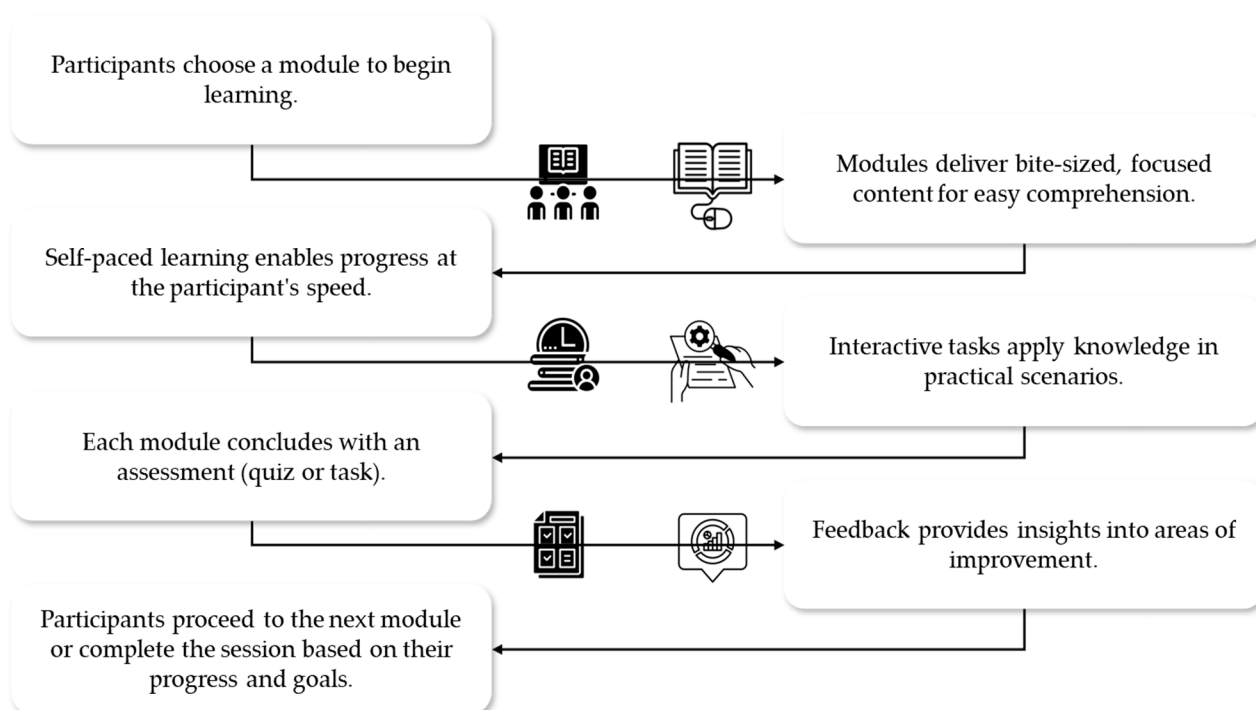 Participants choose a module to begin
learning.
Modules deliver bite-sized, focused
content for easy comprehension.
Self-paced learning enables progress at
the participant's speed.
Interactive tasks apply knowledge in
practical scenarios.
Each module concludes with an
assessment (quiz or task).
Feedback provides insights into areas of
improvement.
Participants proceed to the next module
or complete the session based on their
progress and goals.